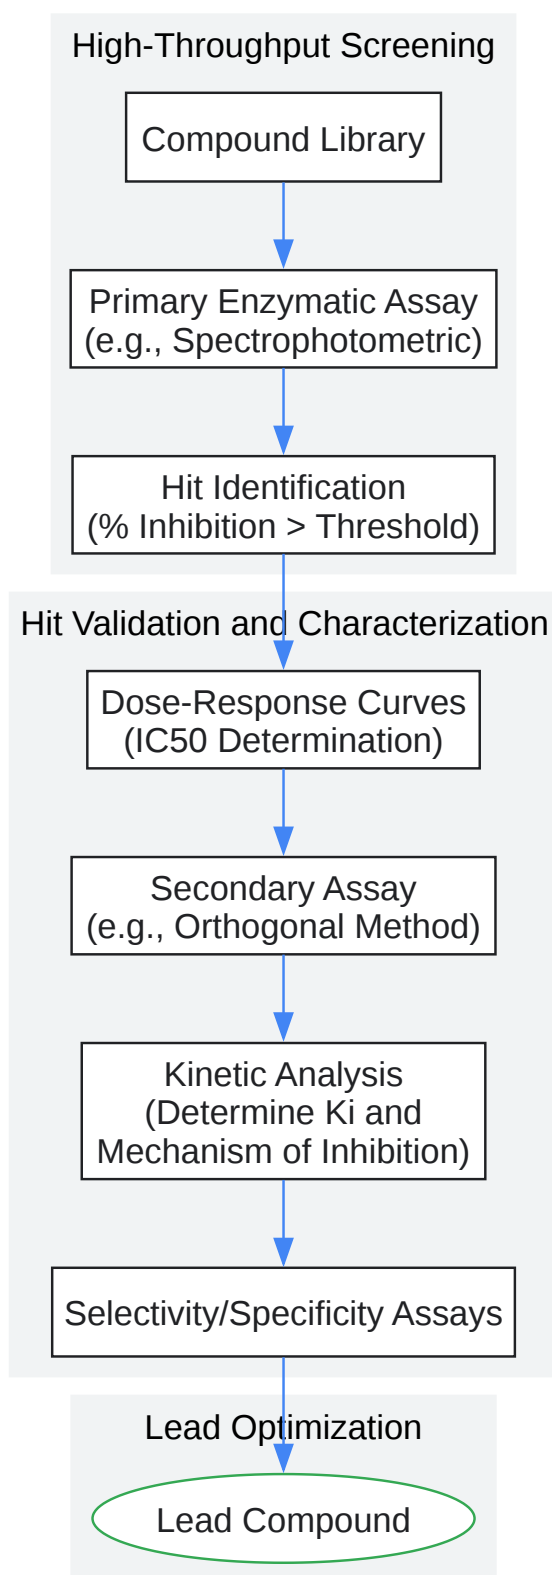 High-Throughput Screening
Compound Library
Primary Enzymatic Assay
(e.g., Spectrophotometric)
Hit Identification
(% Inhibition > Threshold)
Hit Validation and Characterization
Dose-Response Curves
(IC50 Determination)
Secondary Assay
(e.g., Orthogonal Method)
Kinetic Analysis
(Determine Ki and
Mechanism of Inhibition)
Selectivity/Specificity Assays
Lead Optimization
Lead Compound